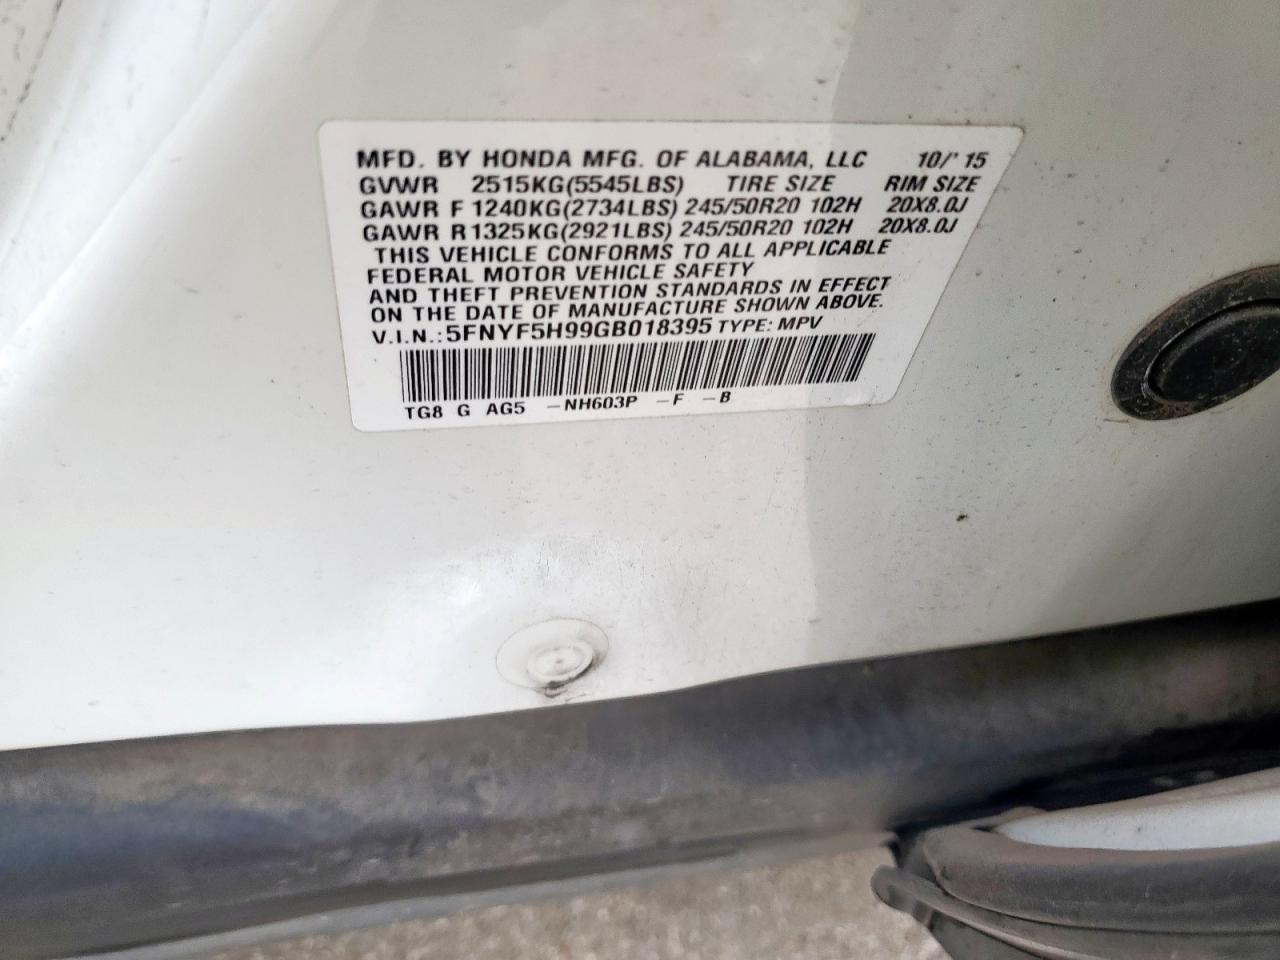 MFD. BY HONDA MFG. OF ALABAMA, LLC 10/'15
GVWR 2515KG(5545LBS) TIRE SIZE RIM SIZE
GAWR F 1240KG(2734LBS) 245/50R20 102H 20X8.0J
GAWR R 1325KG(2921LBS) 245/50R20 102H 20X8.0J
THIS VEHICLE CONFORMS TO ALL APPLICABLE
FEDERAL MOTOR VEHICLE SAFETY
AND THEFT PREVENTION STANDARDS IN EFFECT
ON THE DATE OF MANUFACTURE SHOWN ABOVE.
V.I.N.:5FNYF5H99GB018395 TYPE: MPV
TG8 G AG5 -NH603P -F -B